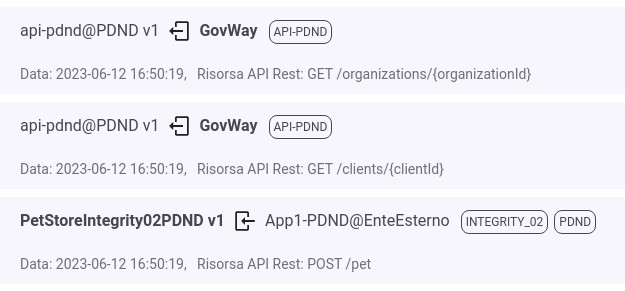 api-pdnd@PDND v1 GovWay API-PDND
Data: 2023-06-12 16:50:19, Risorsa API Rest: GET /organizations/{organizationId}
api-pdnd@PDND v1 GovWay API-PDND
Data: 2023-06-12 16:50:19, Risorsa API Rest: GET /clients/{clientId}
PetStoreIntegrity02PDND v1 App1-PDND@EnteEsterno INTEGRITY_02 PDND
Data: 2023-06-12 16:50:19, Risorsa API Rest: POST /pet